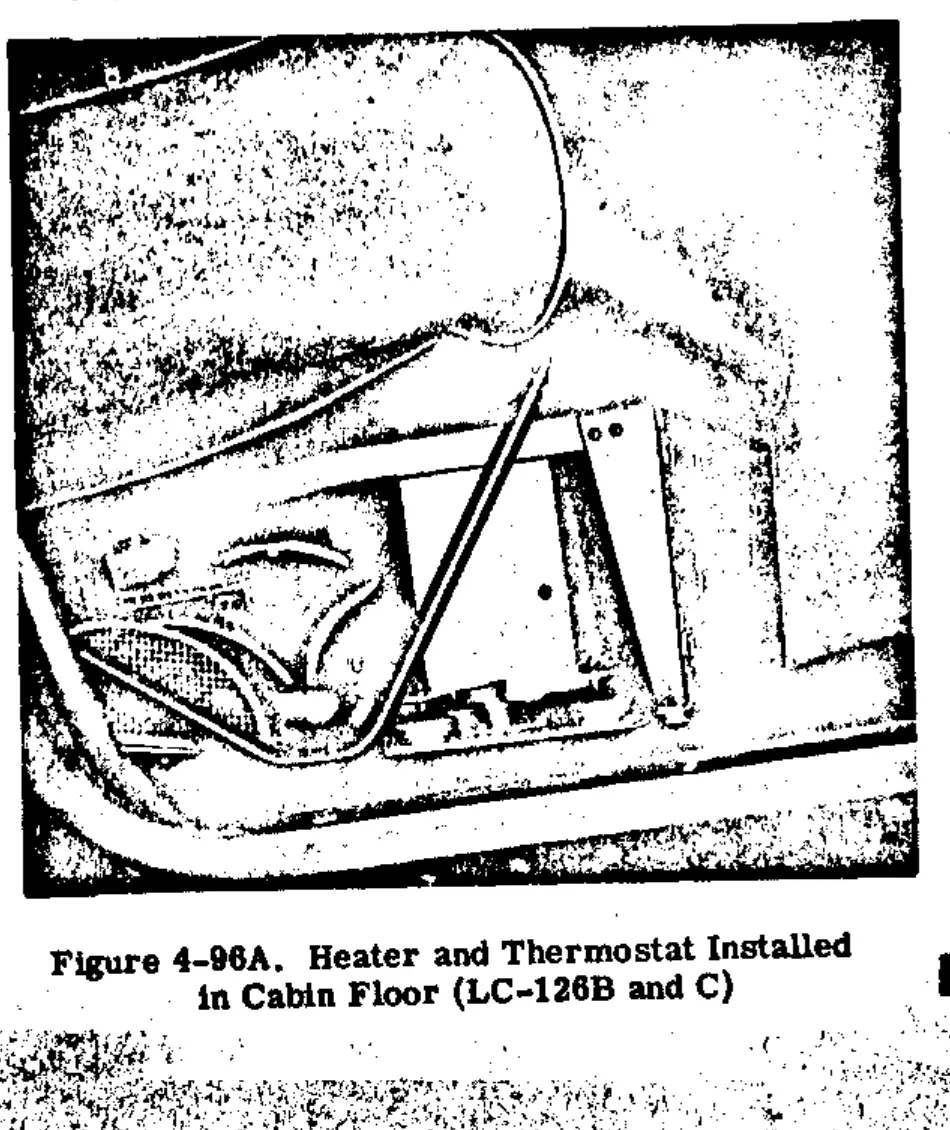 Figure 4-96A. Heater and Thermostat Installed
in Cabin Floor (LC-126B and C)